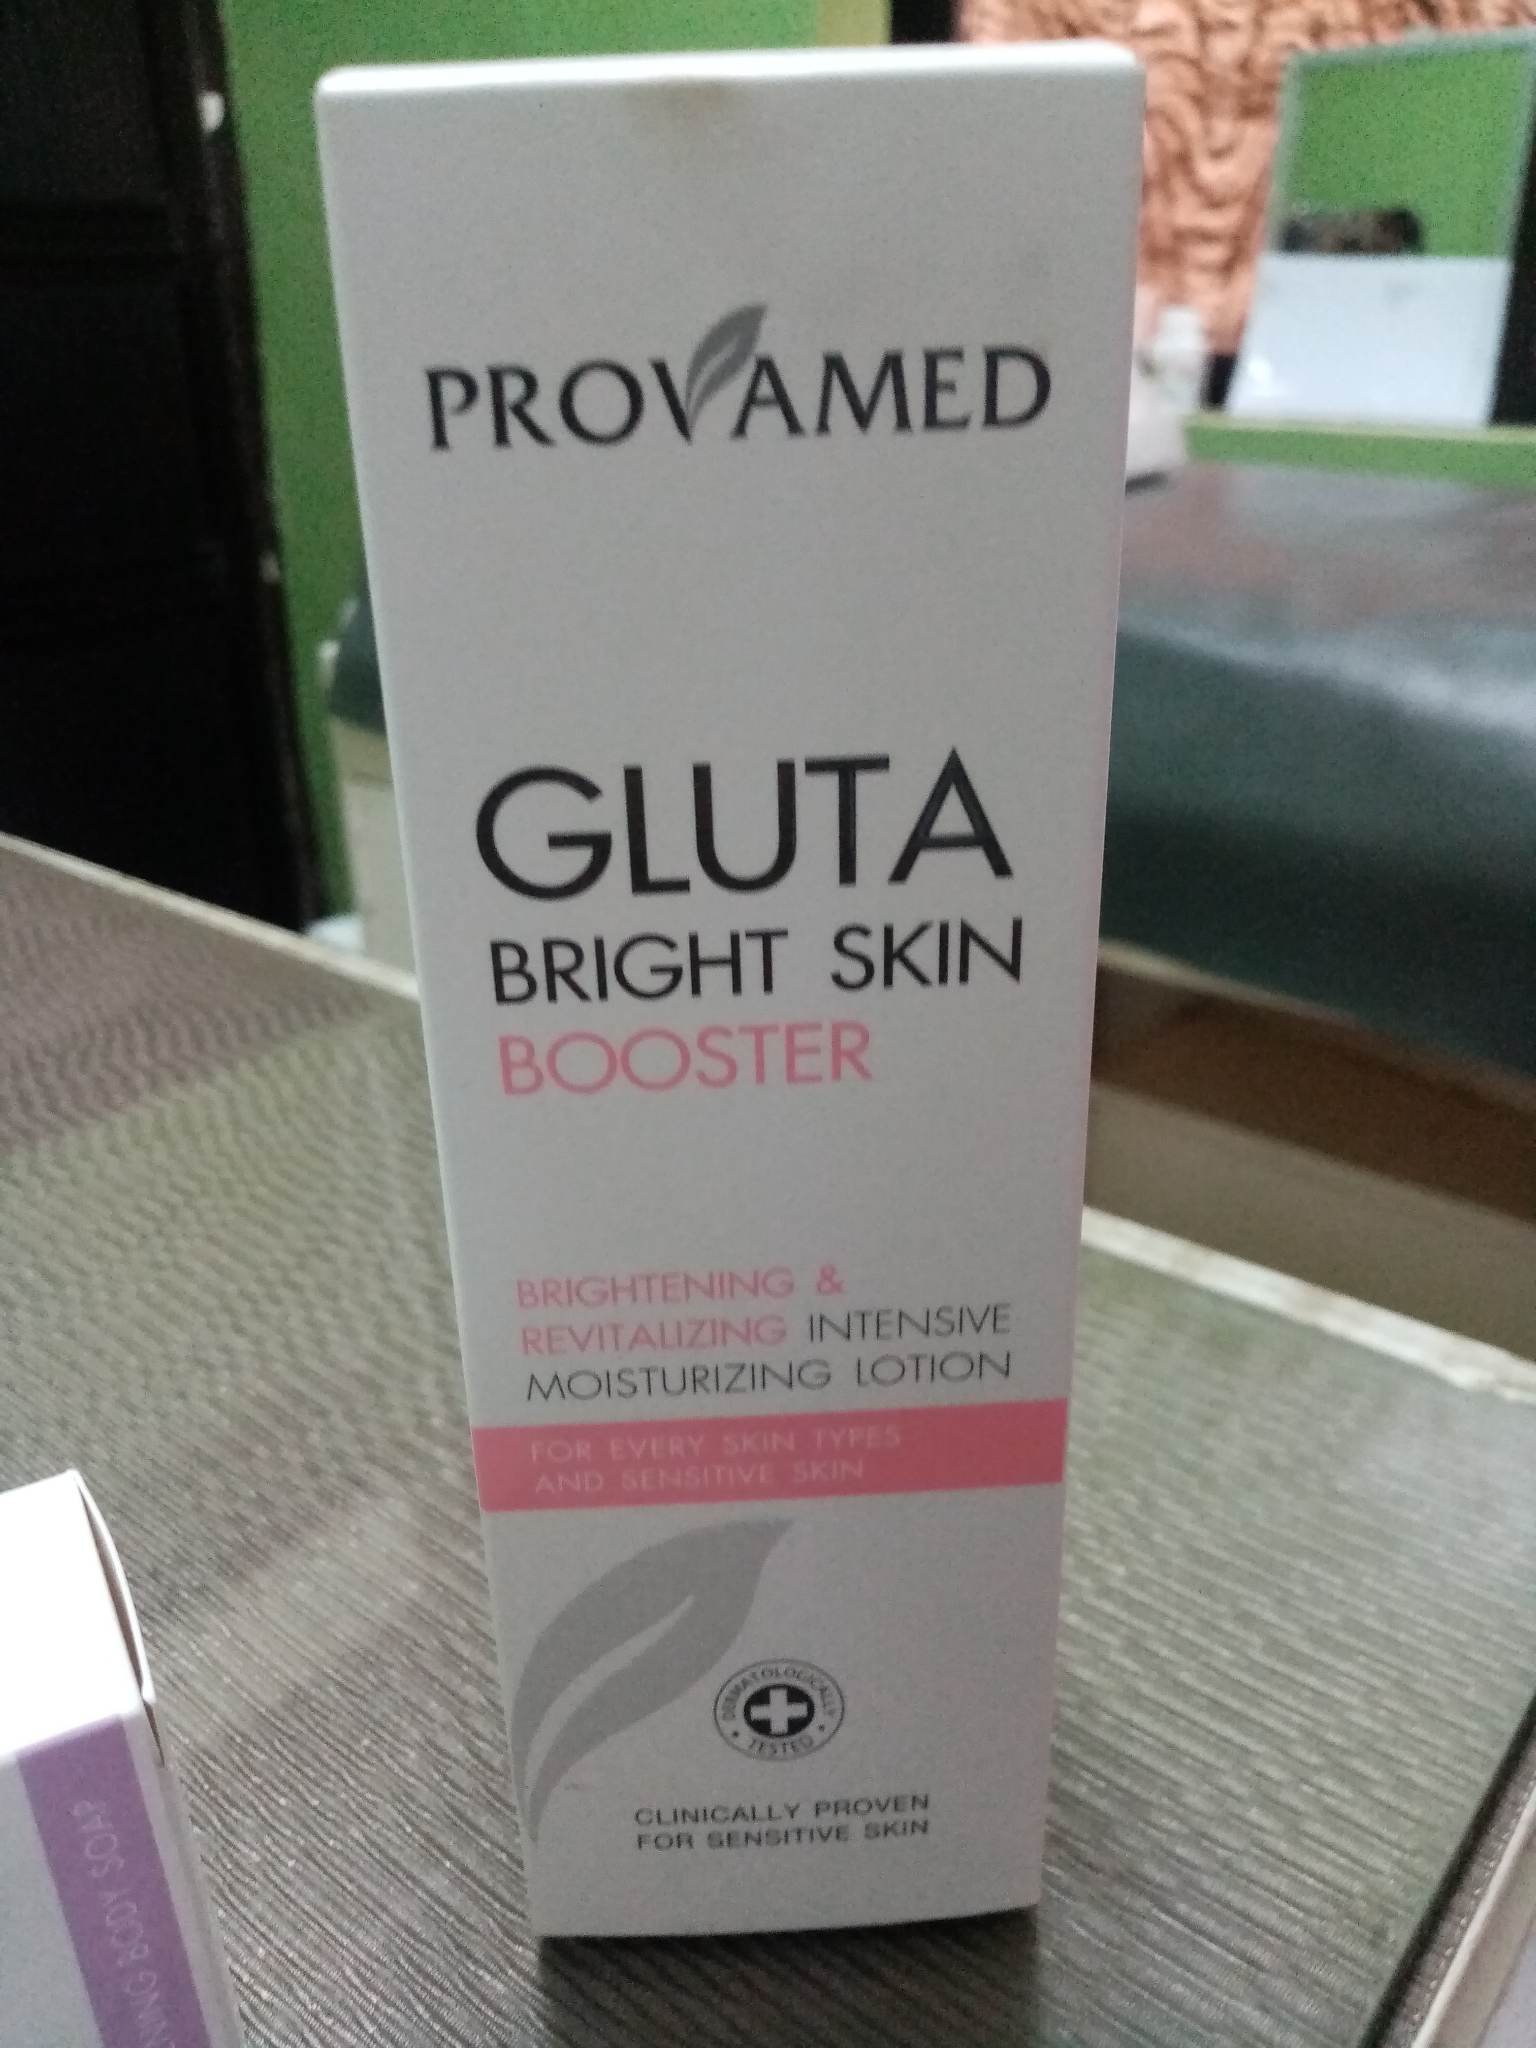 PROVAMED
GLUTA
BRIGHT SKIN
BOOSTER
BRIGHTENING &
REVITALIZING INTENSIVE
MOISTURIZING LOTION
FOR EVERY SKIN TYPES
AND SENSITIVE SKIN
DERMATOLOGICALLY
• TESTED •
CLINICALLY PROVEN
FOR SENSITIVE SKIN
BODY SOAP